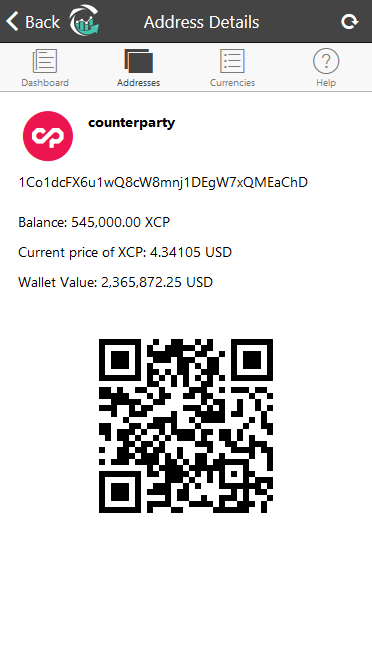 Back
Address Details
Dashboard
Addresses
Currencies
Help
counterparty
1Co1dcFX6u1wQ8cW8mnj1DEgW7xQMEaChD
Balance: 545,000.00 XCP
Current price of XCP: 4.34105 USD
Wallet Value: 2,365,872.25 USD